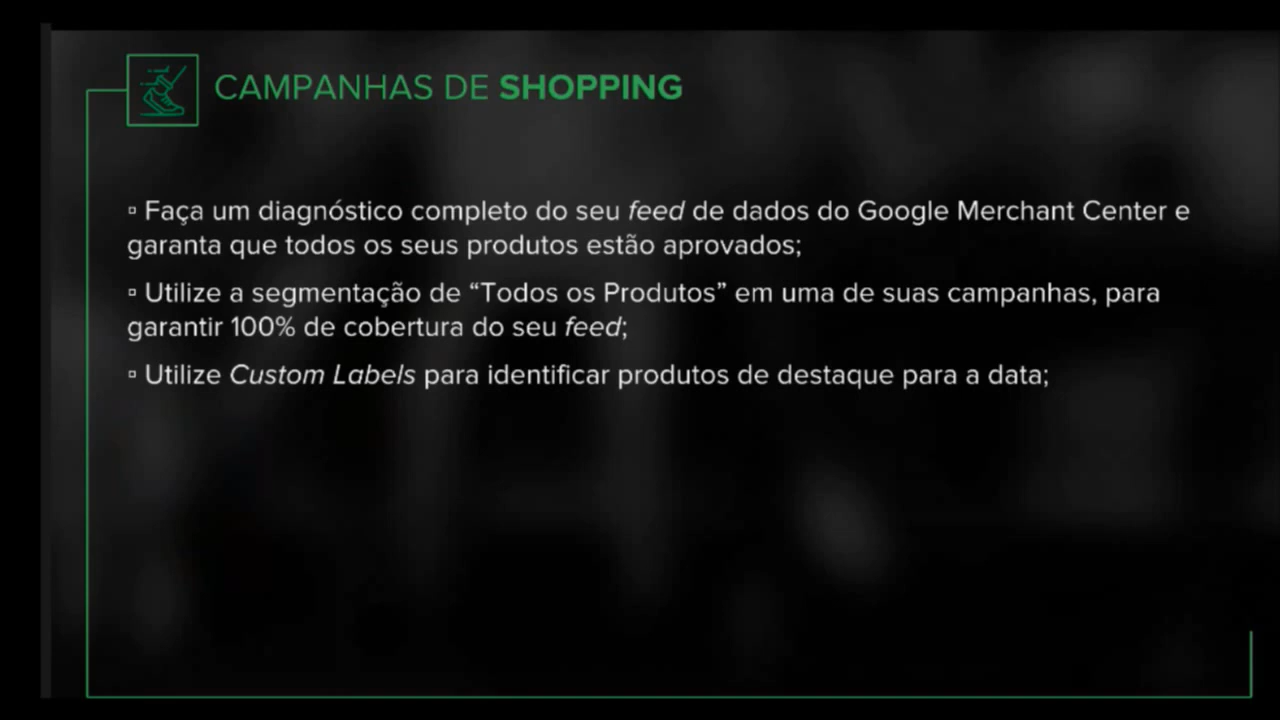 CAMPANHAS DE SHOPPING
▫ Faça um diagnóstico completo do seu feed de dados do Google Merchant Center e
garanta que todos os seus produtos estão aprovados;
▫ Utilize a segmentação de “Todos os Produtos” em uma de suas campanhas, para
garantir 100% de cobertura do seu feed;
▫ Utilize Custom Labels para identificar produtos de destaque para a data;